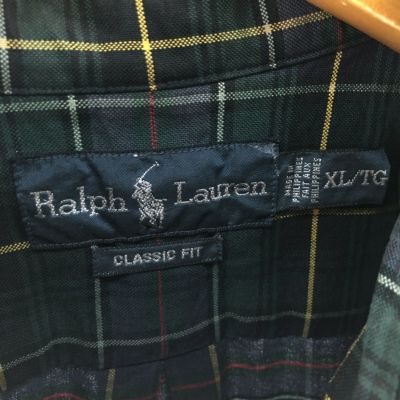 Ralph Lauren
CLASSIC FIT
MADE IN
PHILIPPINES
FAIT AUX
PHILIPPINES
XL/TG